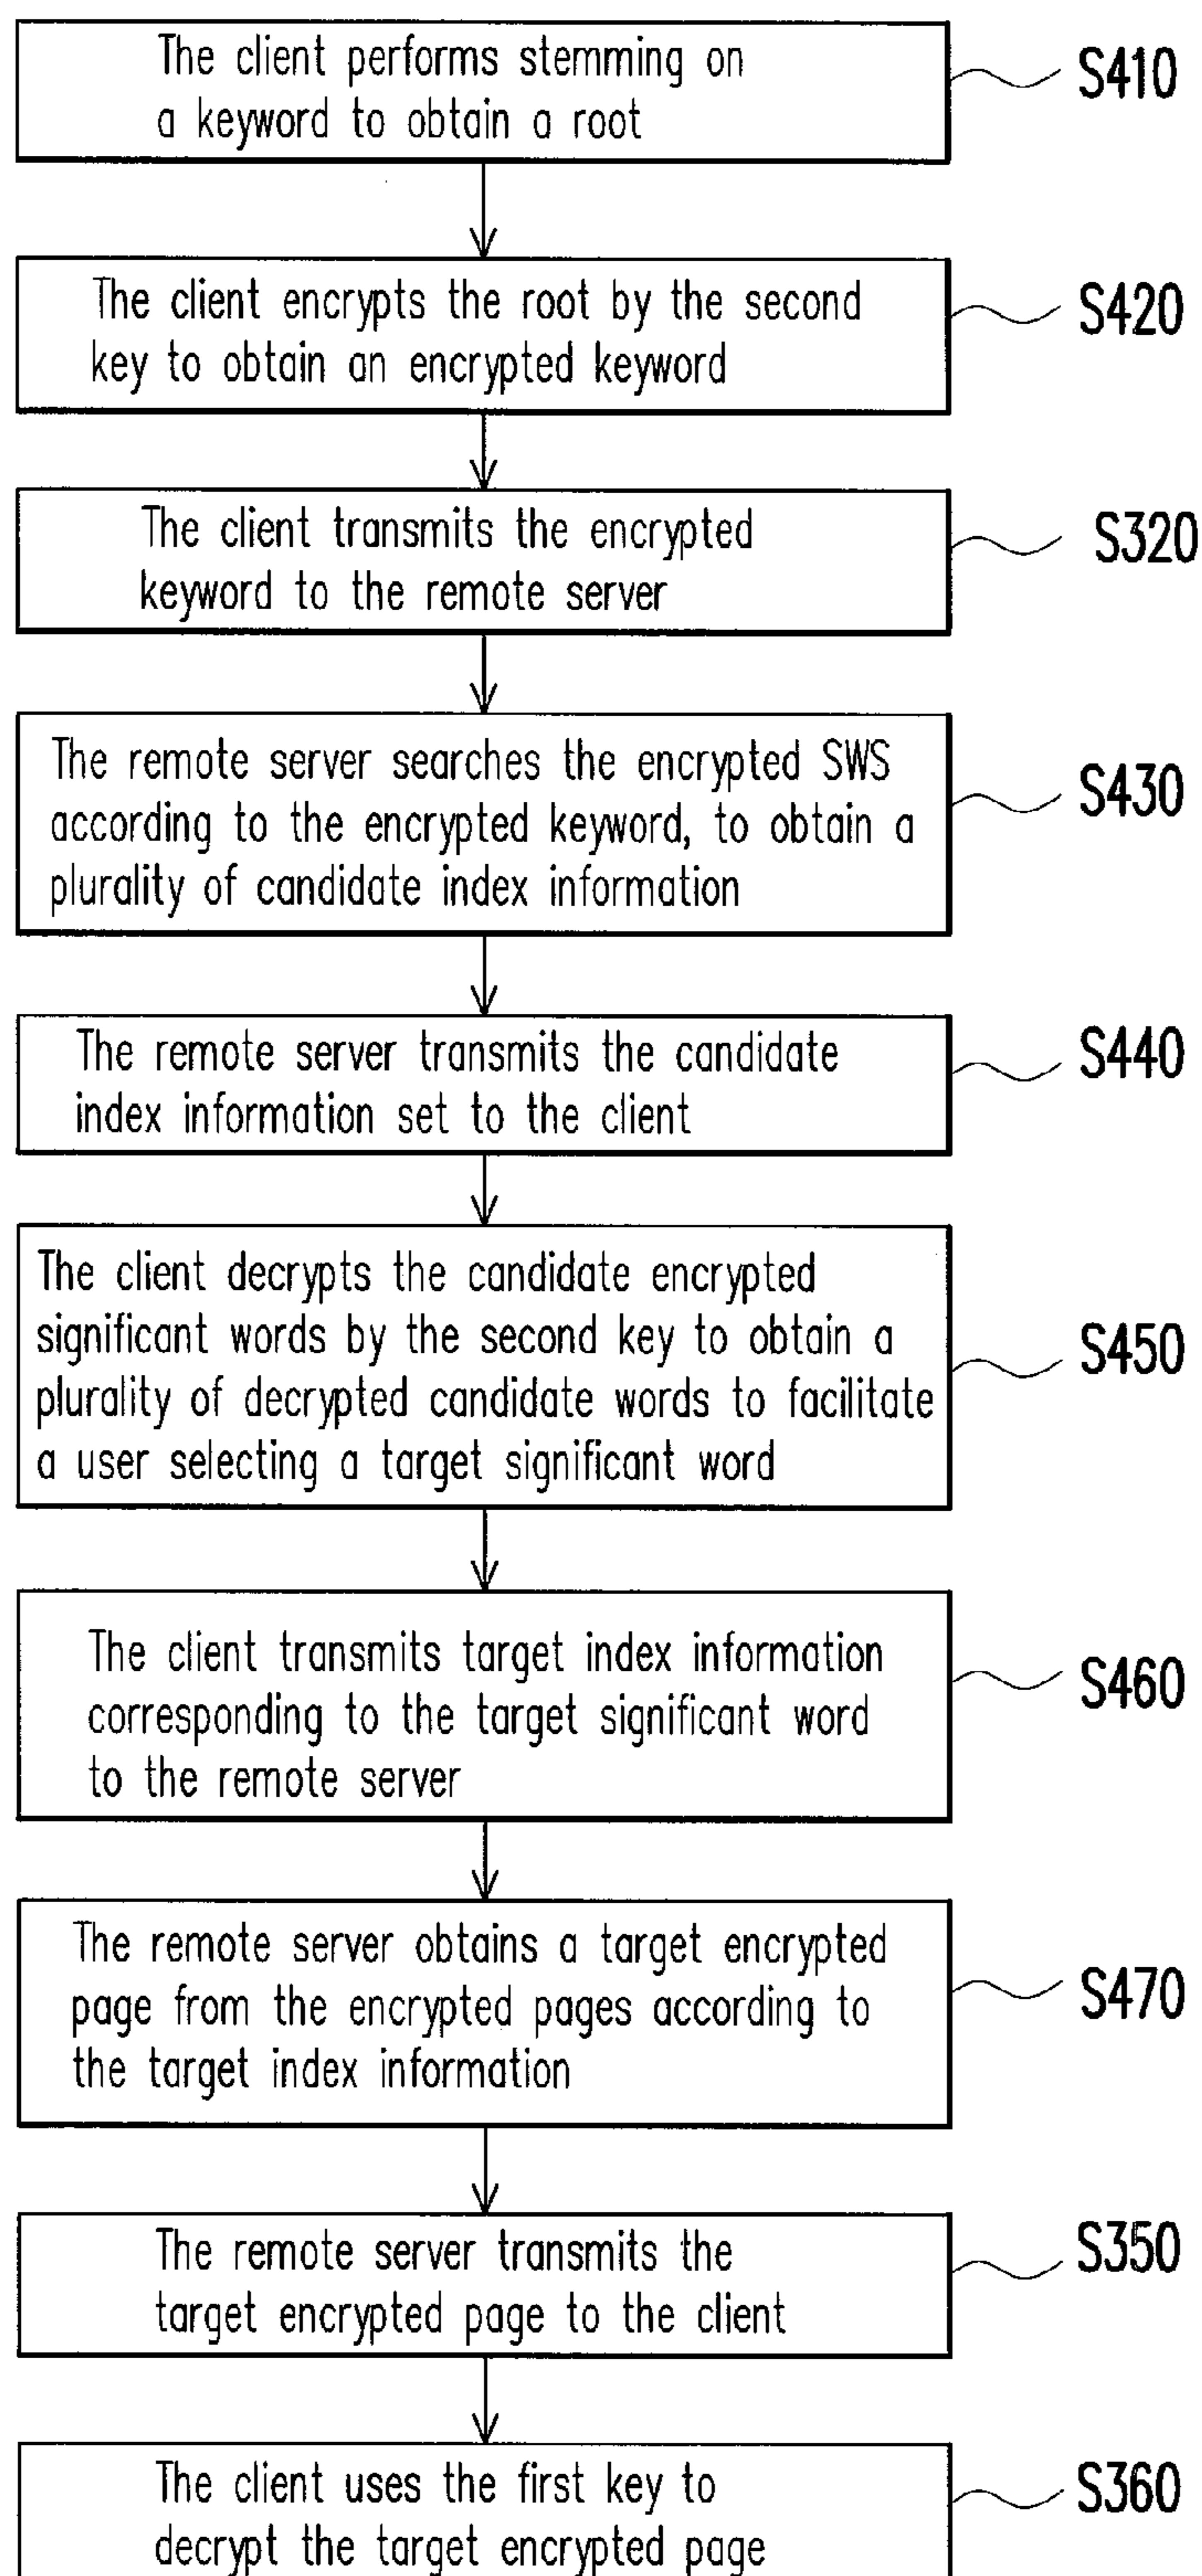 The client performs stemming on
a keyword to obtain a root
S410
The client encrypts the root by the second
key to obtain an encrypted keyword
S420
The client transmits the encrypted
keyword to the remote server
S320
The remote server searches the encrypted SWS
according to the encrypted keyword, to obtain a
plurality of candidate index information
S430
The remote server transmits the candidate
index information set to the client
S440
The client decrypts the candidate encrypted
significant words by the second key to obtain a
plurality of decrypted candidate words to facilitate
a user selecting a target significant word
S450
The client transmits target index information
corresponding to the target significant word
to the remote server
S460
The remote server obtains a target encrypted
page from the encrypted pages according to
the target index information
S470
The remote server transmits the
target encrypted page to the client
S350
The client uses the first key to
decrypt the target encrypted page
S360